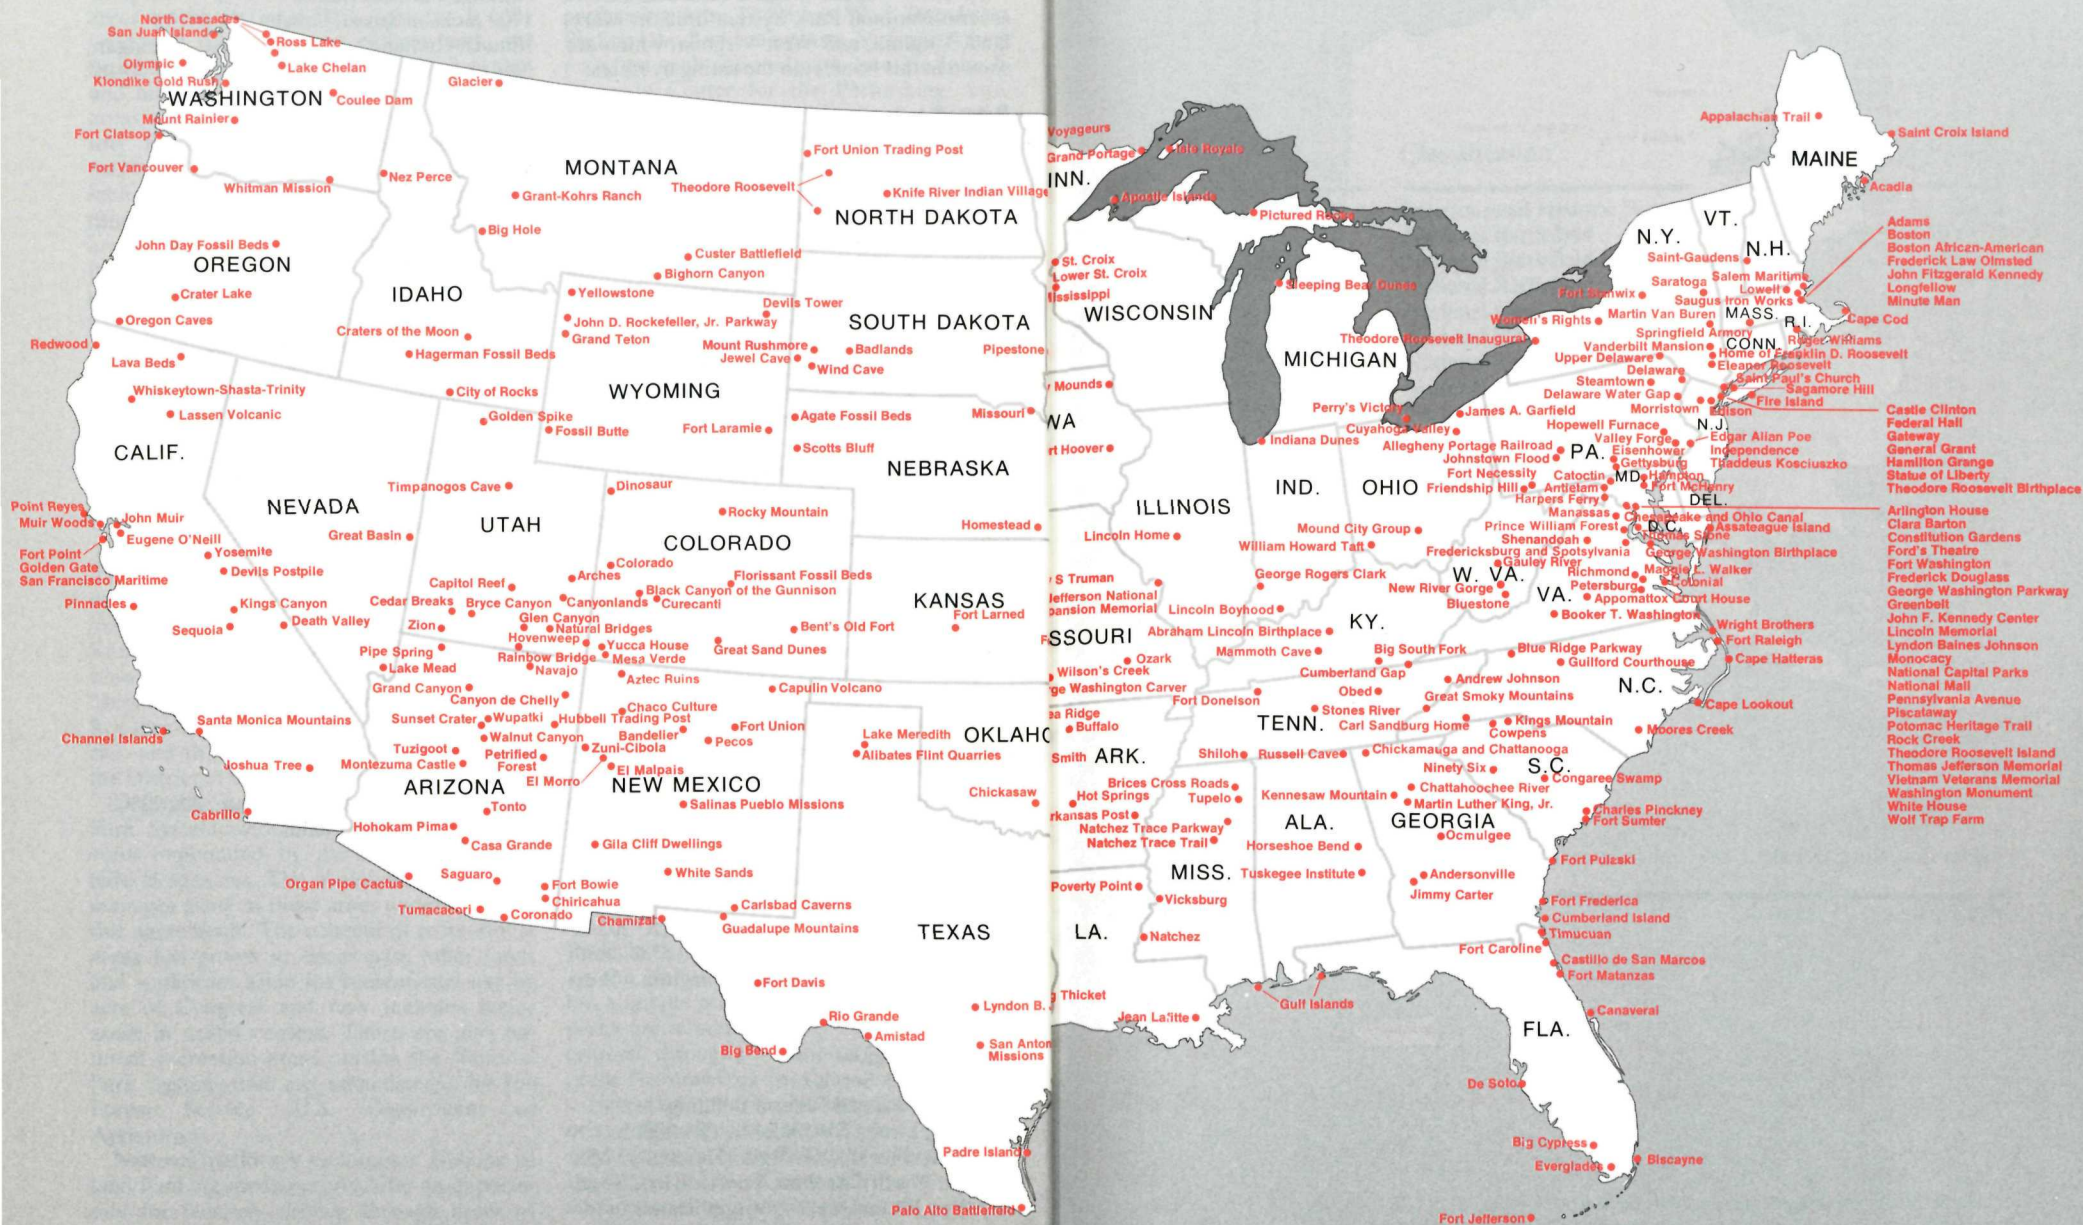 North Cascades
San Juan Island
Ross Lake
Olympic
Lake Chelan
Klondike Gold Rush
WASHINGTON
Coulee Dam
Mount Rainier
Fort Clatsop
Fort Vancouver
Whitman Mission
Nez Perce
Glacier
MONTANA
Grant-Kohrs Ranch
Big Hole
Custer Battlefield
Bighorn Canyon
Fort Union Trading Post
Theodore Roosevelt
Knife River Indian Village
NORTH DAKOTA
John Day Fossil Beds
OREGON
Crater Lake
Oregon Caves
IDAHO
Craters of the Moon
Hagerman Fossil Beds
City of Rocks
Yellowstone
John D. Rockefeller, Jr. Parkway
Grand Teton
Devils Tower
WYOMING
Fossil Butte
Fort Laramie
SOUTH DAKOTA
Mount Rushmore
Jewel Cave
Badlands
Wind Cave
Pipestone
Agate Fossil Beds
Missouri
Scotts Bluff
NEBRASKA
Homestead
Redwood
Lava Beds
Whiskeytown-Shasta-Trinity
Lassen Volcanic
CALIF.
Point Reyes
Muir Woods
John Muir
Eugene O'Neill
Fort Point
Golden Gate
San Francisco Maritime
Yosemite
Devils Postpile
Pinnacles
Kings Canyon
Sequoia
Death Valley
Santa Monica Mountains
Channel Islands
Joshua Tree
Cabrillo
NEVADA
Great Basin
Lake Mead
Golden Spike
Timpanogos Cave
UTAH
Capitol Reef
Arches
Cedar Breaks
Bryce Canyon
Canyonlands
Glen Canyon
Zion
Natural Bridges
Hovenweep
Rainbow Bridge
Dinosaur
Rocky Mountain
COLORADO
Colorado
Florissant Fossil Beds
Black Canyon of the Gunnison
Curecanti
Bent's Old Fort
Yucca House
Mesa Verde
Great Sand Dunes
KANSAS
Fort Larned
Pipe Spring
Navajo
Grand Canyon
Canyon de Chelly
Sunset Crater
Wupatki
Hubbell Trading Post
Walnut Canyon
Tuzigoot
Petrified
Forest
Montezuma Castle
ARIZONA
Tonto
Hohokam Pima
Casa Grande
Organ Pipe Cactus
Saguaro
Fort Bowie
Chiricahua
Tumacacori
Coronado
Aztec Ruins
Capulin Volcano
Chaco Culture
Fort Union
Bandelier
Pecos
Zuni-Cibola
El Morro
El Malpais
NEW MEXICO
Salinas Pueblo Missions
Gila Cliff Dwellings
White Sands
Carlsbad Caverns
Chamizal
Guadalupe Mountains
Lake Meredith
Alibates Flint Quarries
OKLAHO
Chickasaw
TEXAS
Fort Davis
Rio Grande
Amistad
Big Bend
Lyndon B.
San Anton
Missions
Padre Island
Palo Alto Battlefield
Voyageurs
Grand Portage
Isle Royale
INN.
Apostle Islands
Pictured Rocks
St. Croix
Lower St. Croix
ississippi
WISCONSIN
Sleeping Bear Dunes
MICHIGAN
Mounds
WA
rt Hoover
ILLINOIS
Lincoln Home
Indiana Dunes
IND.
George Rogers Clark
Lincoln Boyhood
OHIO
Perry's Victory
James A. Garfield
Cuyahoga Valley
Mound City Group
William Howard Taft
S Truman
efferson National
pansion Memorial
SSOURI
Ozark
Wilson's Creek
rge Washington Carver
ea Ridge
Buffalo
Smith
ARK.
Hot Springs
rkansas Post
Abraham Lincoln Birthplace
Mammoth Cave
KY.
Big South Fork
Cumberland Gap
Fort Donelson
Obed
Andrew Johnson
Great Smoky Mountains
Stones River
TENN.
Carl Sandburg Home
Shiloh
Russell Cave
Chickamauga and Chattanooga
Brices Cross Roads
Tupelo
Natchez Trace Parkway
Natchez Trace Trail
MISS.
Poverty Point
Vicksburg
LA.
Natchez
Thicket
Jean Lafitte
Gulf Islands
ALA.
Horseshoe Bend
Tuskegee Institute
Kennesaw Mountain
Chattahoochee River
Martin Luther King, Jr.
GEORGIA
Ocmulgee
Andersonville
Jimmy Carter
Fort Pulaski
Fort Frederica
Cumberland Island
Timucuan
Fort Caroline
Castillo de San Marcos
Fort Matanzas
Canaveral
FLA.
De Soto
Big Cypress
Everglades
Biscayne
Fort Jefferson
Ninety Six
S.C.
Congaree Swamp
Charles Pinckney
Fort Sumter
Kings Mountain
Cowpens
Blue Ridge Parkway
Guilford Courthouse
N.C.
Moores Creek
Wright Brothers
Fort Raleigh
Cape Hatteras
Cape Lookout
W. VA.
Gauley River
New River Gorge
Bluestone
VA.
Richmond
Maggie L. Walker
Petersburg
Colonial
Appomattox Court House
Booker T. Washington
Prince William Forest
Shenandoah
Fredericksburg and Spotsylvania
George Washington Birthplace
Thomas Stone
Manassas
Chesapeake and Ohio Canal
D.C.
Assateague Island
Harpers Ferry
Antietam
Catoctin
MD.
Hampton
Fort McHenry
DEL.
Friendship Hill
Fort Necessity
Johnstown Flood
Allegheny Portage Railroad
PA.
Eisenhower
Gettysburg
Valley Forge
Hopewell Furnace
Edgar Allan Poe
Independence
Thaddeus Kosciuszko
N.J.
Morristown
Edison
Delaware Water Gap
Steamtown
Delaware
Upper Delaware
Theodore Roosevelt Inaugural
Women's Rights
Fort Stanwix
N.Y.
Saratoga
Martin Van Buren
Vanderbilt Mansion
Home of Franklin D. Roosevelt
Eleanor Roosevelt
Saint Paul's Church
Sagamore Hill
Fire Island
VT.
N.H.
Saint-Gaudens
Salem Maritime
Lowell
Saugus Iron Works
MASS.
Springfield Armory
CONN.
R.I.
Roger Williams
Cape Cod
Appalachian Trail
MAINE
Saint Croix Island
Acadia
Adams
Boston
Boston African-American
Frederick Law Olmsted
John Fitzgerald Kennedy
Longfellow
Minute Man
Castle Clinton
Federal Hall
Gateway
General Grant
Hamilton Grange
Statue of Liberty
Theodore Roosevelt Birthplace
Arlington House
Clara Barton
Constitution Gardens
Ford's Theatre
Fort Washington
Frederick Douglass
George Washington Parkway
Greenbelt
John F. Kennedy Center
Lincoln Memorial
Lyndon Baines Johnson
Monocacy
National Capital Parks
National Mall
Pennsylvania Avenue
Piscataway
Potomac Heritage Trail
Rock Creek
Theodore Roosevelt Island
Thomas Jefferson Memorial
Vietnam Veterans Memorial
Washington Monument
White House
Wolf Trap Farm